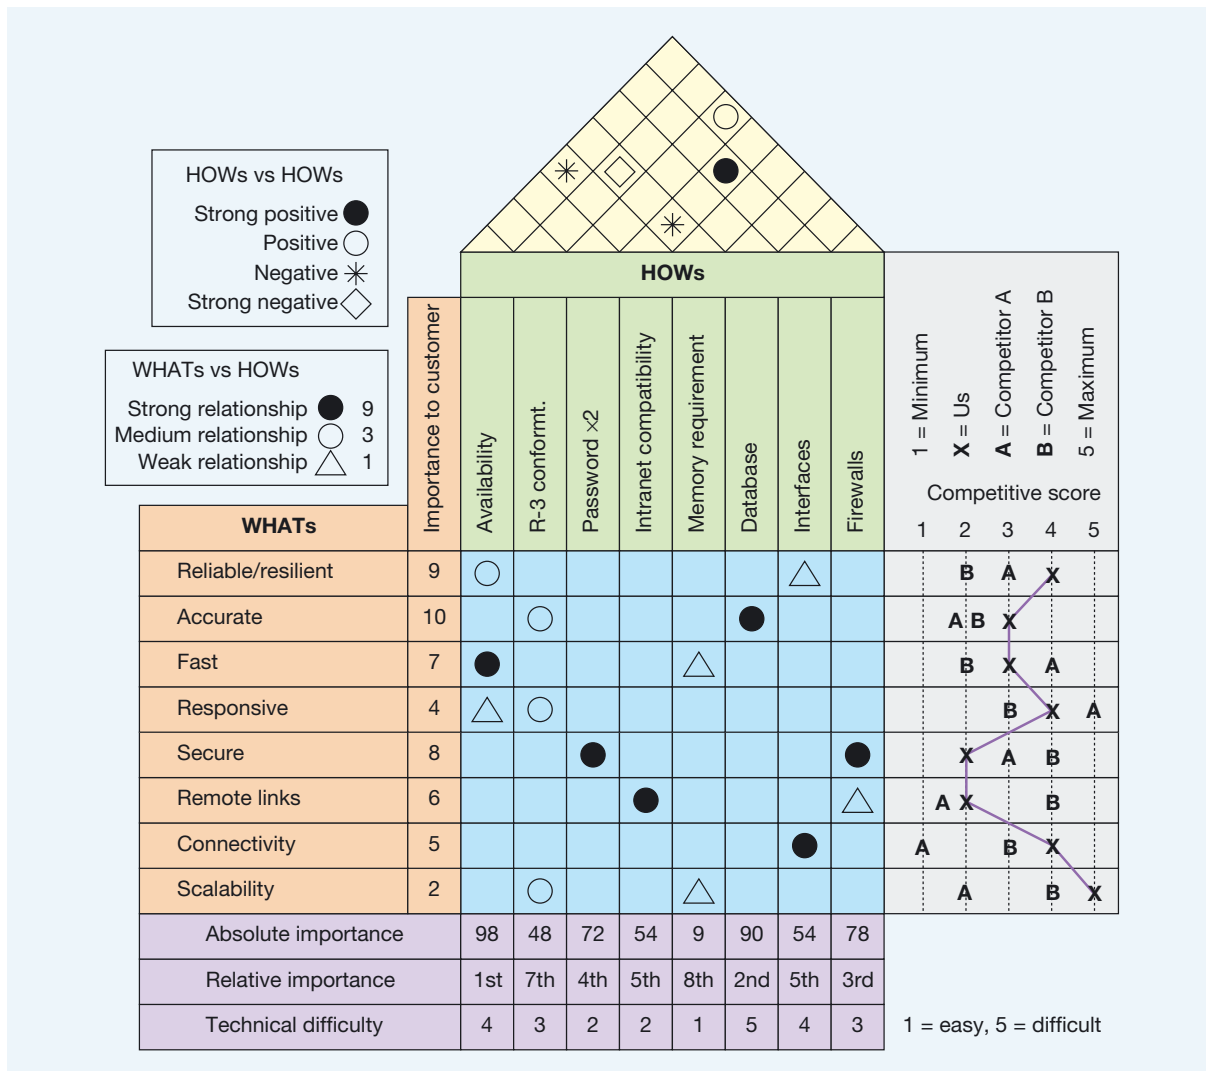 HOWs vs HOWs
Strong positive
Positive
Negative
Strong negative
WHATs vs HOWs
Strong relationship 9
Medium relationship 3
Weak relationship 1
HOWs
Importance to customer
Availability
R-3 conformt.
Password ×2
Intranet compatibility
Memory requirement
Database
Interfaces
Firewalls
1 = Minimum
X = Us
A = Competitor A
B = Competitor B
5 = Maximum
Competitive score
WHATs 1 2 3 4 5
Reliable/resilient 9 B A X
Accurate 10 A B X
Fast 7 B X A
Responsive 4 B X A
Secure 8 X A B
Remote links 6 A X B
Connectivity 5 A B X
Scalability 2 A B X
Absolute importance 98 48 72 54 9 90 54 78
Relative importance 1st 7th 4th 5th 8th 2nd 5th 3rd
Technical difficulty 4 3 2 2 1 5 4 3 1 = easy, 5 = difficult